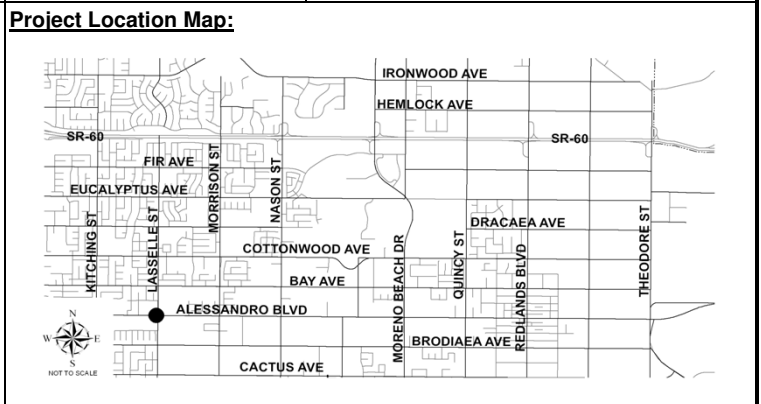 Project Location Map:
IRONWOOD AVE
HEMLOCK AVE
SR-60
SR-60
FIR AVE
MORRISON ST
NASON ST
EUCALYPTUS AVE
KITCHING ST
LASSELLE ST
DRACAEA AVE
THEODORE ST
COTTONWOOD AVE
MORENO BEACH DR
QUINCY ST
REDLANDS BLVD
BAY AVE
ALESSANDRO BLVD
N
W
E
S
NOT TO SCALE
BRODIAEA AVE
CACTUS AVE